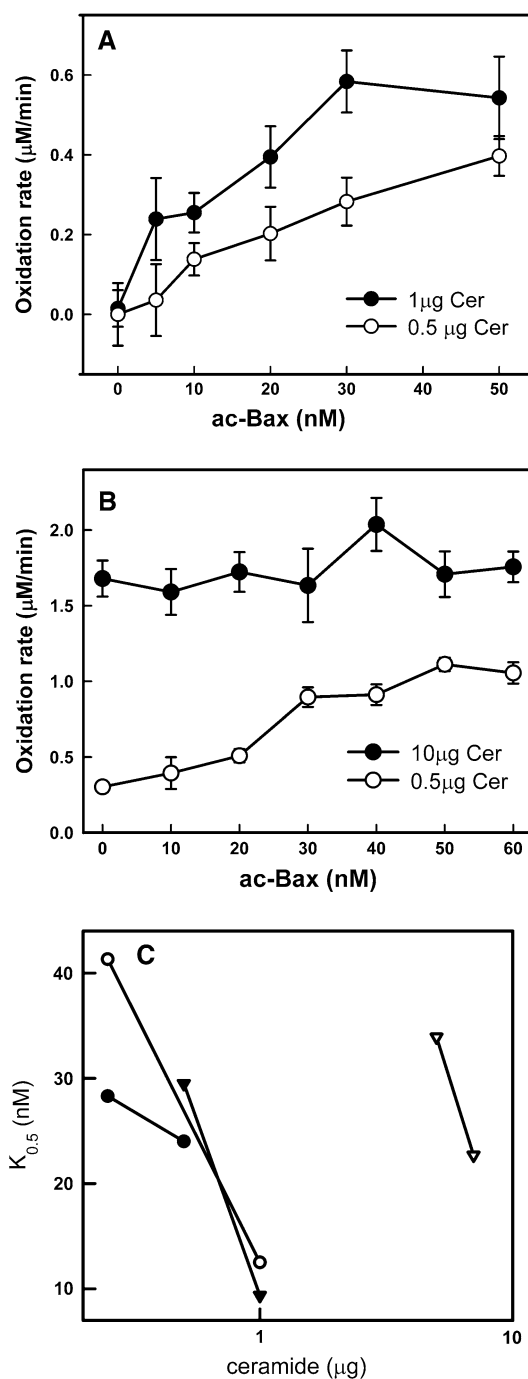 A
Oxidation rate (μM/min)
0.6
0.4
0.2
0.0
1μg Cer
0.5 μg Cer
0 10 20 30 40 50
ac-Bax (nM)
B
Oxidation rate (μM/min)
2.0
1.5
1.0
0.5
0.0
10μg Cer
0.5μg Cer
0 10 20 30 40 50 60
ac-Bax (nM)
C
K0.5 (nM)
40
30
20
10
1 10
ceramide (μg)